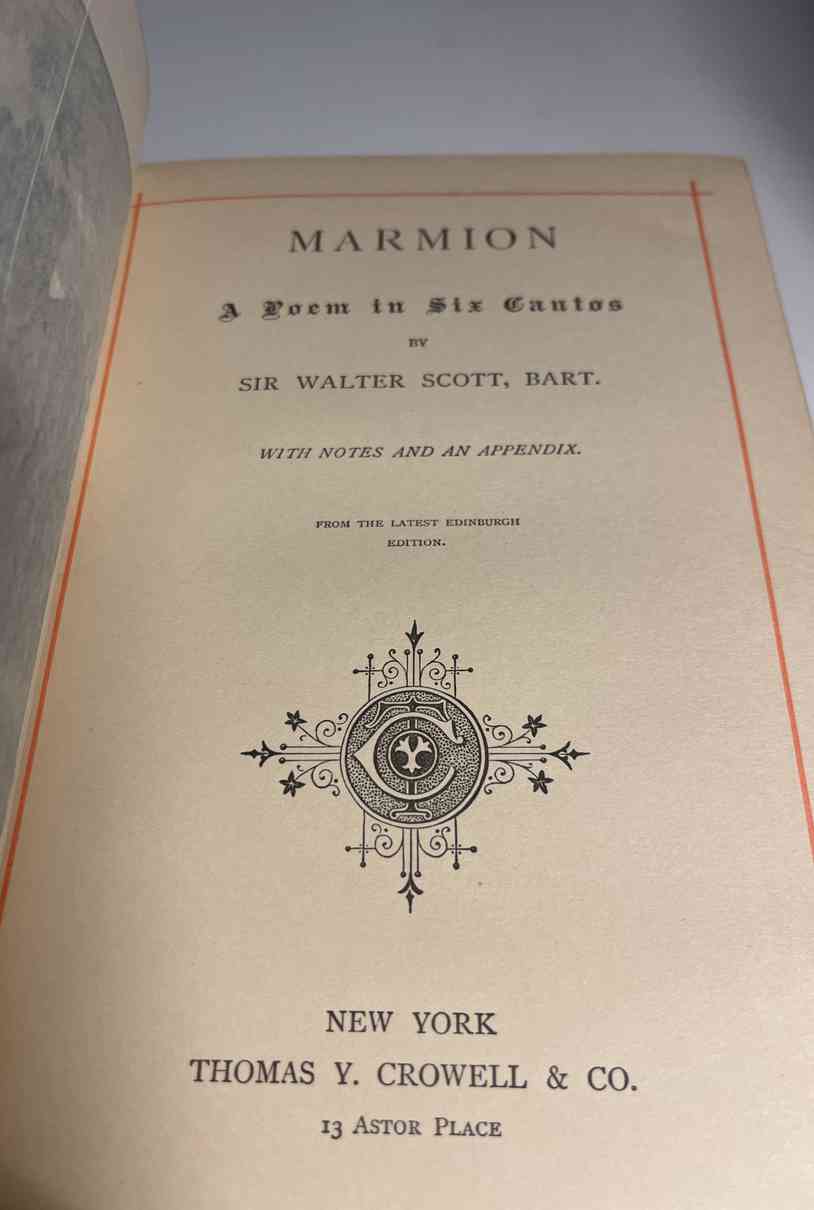 MARMION
A Poem in Six Cantos
BY
SIR WALTER SCOTT, BART.
WITH NOTES AND AN APPENDIX.
FROM THE LATEST EDINBURGH
EDITION.
NEW YORK
THOMAS Y. CROWELL & CO.
13 ASTOR PLACE